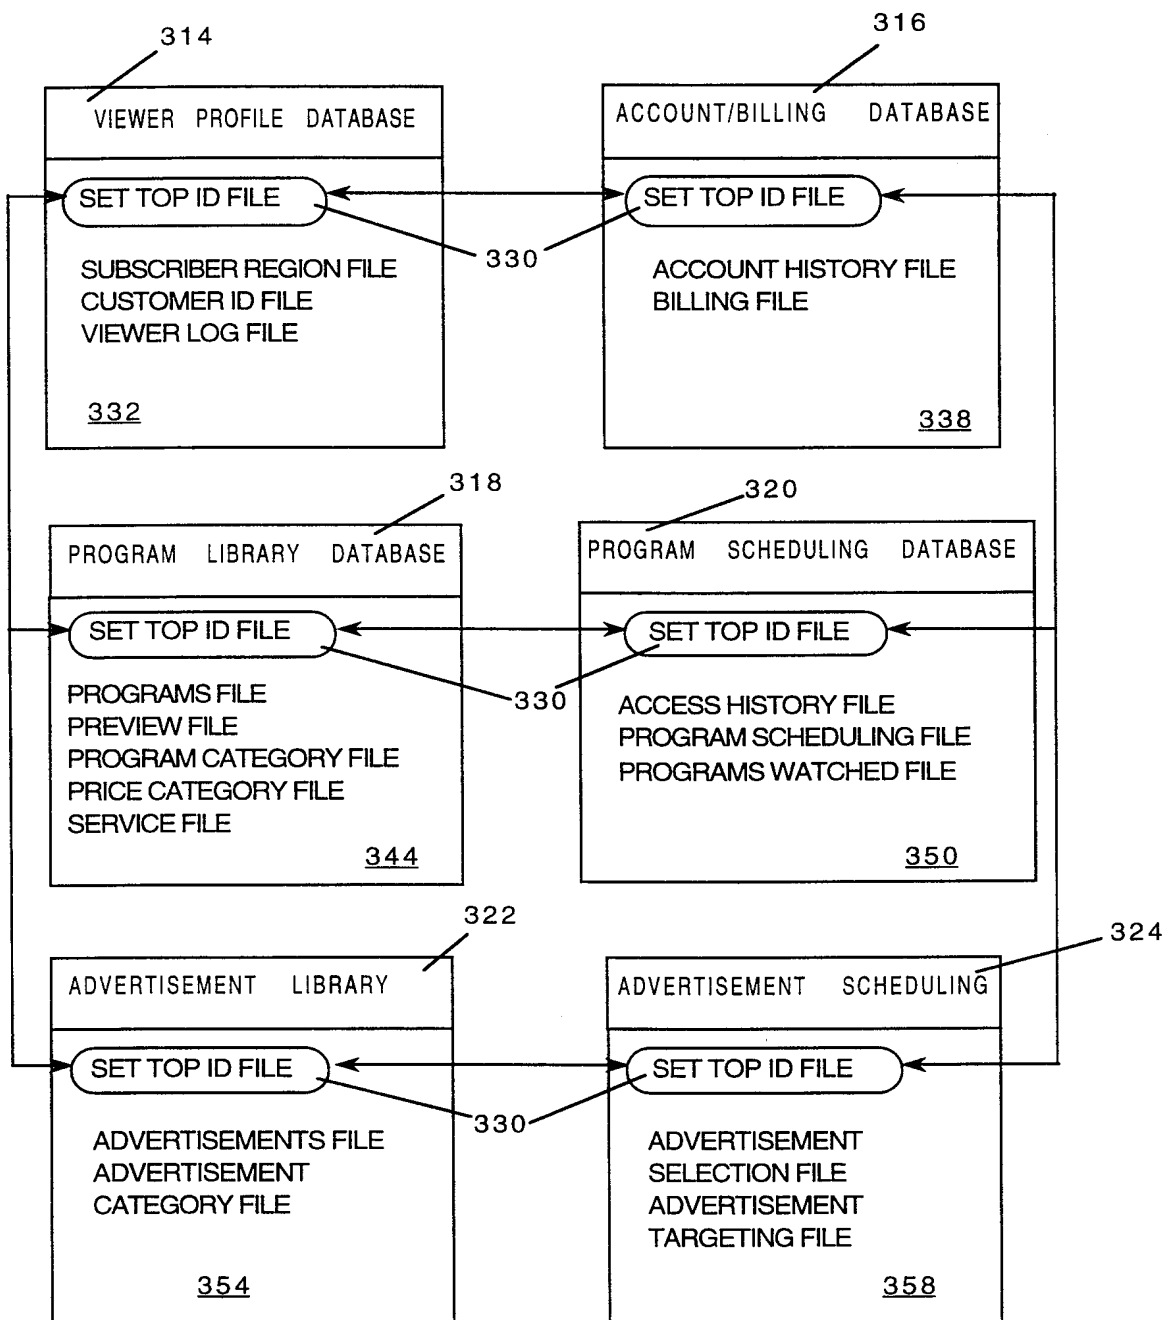 314
316
VIEWER PROFILE DATABASE
ACCOUNT/BILLING DATABASE
SET TOP ID FILE
SET TOP ID FILE
330
SUBSCRIBER REGION FILE
CUSTOMER ID FILE
VIEWER LOG FILE
ACCOUNT HISTORY FILE
BILLING FILE
332
338
318
320
PROGRAM LIBRARY DATABASE
PROGRAM SCHEDULING DATABASE
SET TOP ID FILE
SET TOP ID FILE
330
PROGRAMS FILE
PREVIEW FILE
PROGRAM CATEGORY FILE
PRICE CATEGORY FILE
SERVICE FILE
ACCESS HISTORY FILE
PROGRAM SCHEDULING FILE
PROGRAMS WATCHED FILE
344
350
322
324
ADVERTISEMENT LIBRARY
ADVERTISEMENT SCHEDULING
SET TOP ID FILE
SET TOP ID FILE
330
ADVERTISEMENTS FILE
ADVERTISEMENT
CATEGORY FILE
ADVERTISEMENT
SELECTION FILE
ADVERTISEMENT
TARGETING FILE
354
358